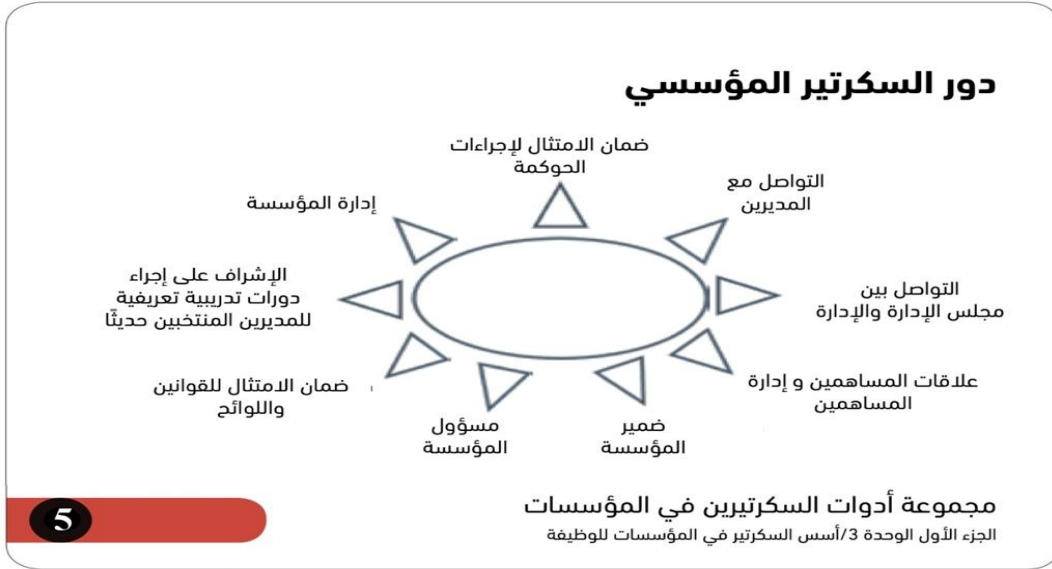 دور السكرتير المؤسسي
ضمان الامتثال لإجراءات
الحوكمة
التواصل مع
المديرين
إدارة المؤسسة
التواصل بين
مجلس الإدارة والإدارة
الإشراف على إجراء
دورات تدريبية تعريفية
للمديرين المنتخبين حديثًا
علاقات المساهمين و إدارة
المساهمين
ضمان الامتثال للقوانين
واللوائح
ضمير
المؤسسة
مسؤول
المؤسسة
مجموعة أدوات السكرتيرين في المؤسسات
الجزء الأول الوحدة 3/أسس السكرتير في المؤسسات للوظيفة
5